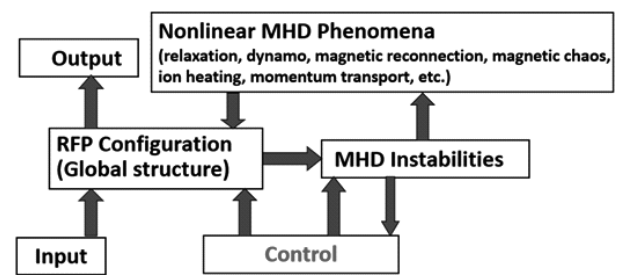 Nonlinear MHD Phenomena
(relaxation, dynamo, magnetic reconnection, magnetic chaos,
ion heating, momentum transport, etc.)
Output
RFP Configuration
(Global structure)
MHD Instabilities
Input
Control